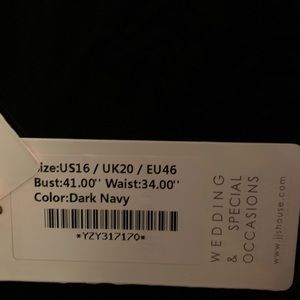 Size:US16 / UK20 / EU46
Bust:41.00'' Waist:34.00''
Color:Dark Navy
*YZY317170*
WEDDING
& SPECIAL
OCCASIONS
www.jjshouse.com